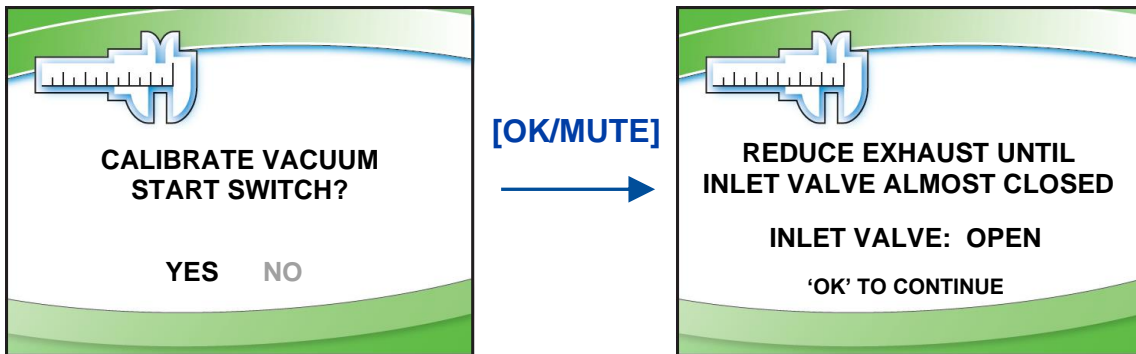 CALIBRATE VACUUM
START SWITCH?
YES NO
[OK/MUTE]
REDUCE EXHAUST UNTIL
INLET VALVE ALMOST CLOSED
INLET VALVE: OPEN
‘OK’ TO CONTINUE